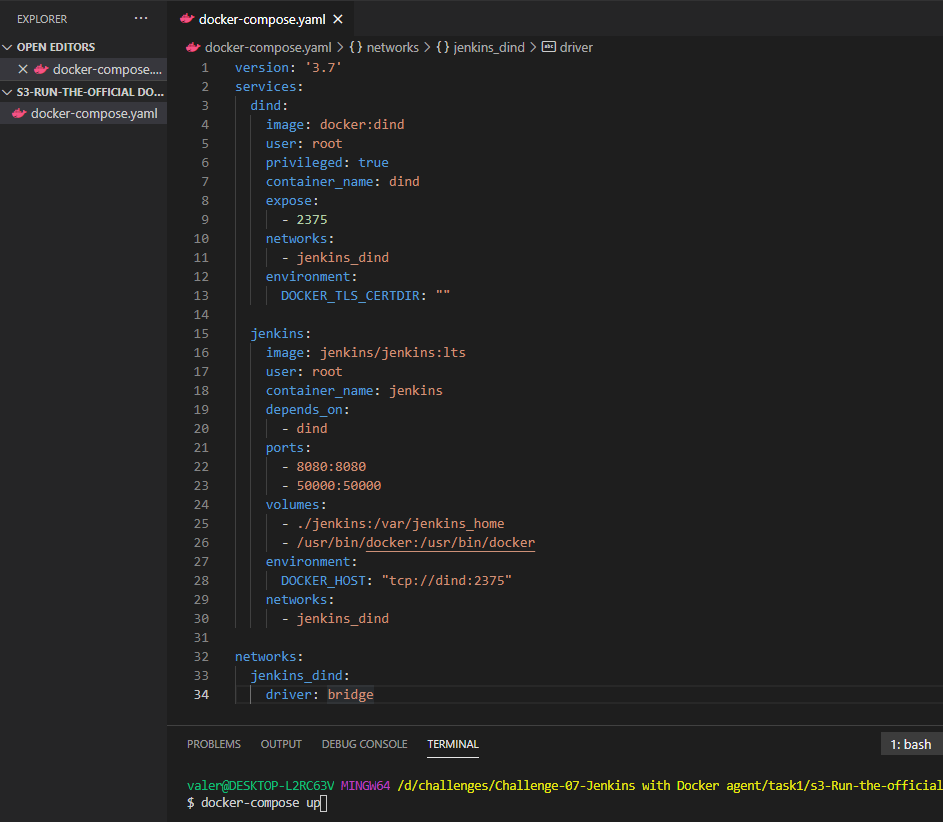 EXPLORER ···
docker-compose.yaml ✕
OPEN EDITORS
docker-compose.yaml > {} networks > {} jenkins_dind > abc driver
✕ docker-compose....
S3-RUN-THE-OFFICIAL DO...
docker-compose.yaml
1 version: '3.7'
2 services:
3 dind:
4 image: docker:dind
5 user: root
6 privileged: true
7 container_name: dind
8 expose:
9 - 2375
10 networks:
11 - jenkins_dind
12 environment:
13 DOCKER_TLS_CERTDIR: ""
14
15 jenkins:
16 image: jenkins/jenkins:lts
17 user: root
18 container_name: jenkins
19 depends_on:
20 - dind
21 ports:
22 - 8080:8080
23 - 50000:50000
24 volumes:
25 - ./jenkins:/var/jenkins_home
26 - /usr/bin/docker:/usr/bin/docker
27 environment:
28 DOCKER_HOST: "tcp://dind:2375"
29 networks:
30 - jenkins_dind
31
32 networks:
33 jenkins_dind:
34 driver: bridge
PROBLEMS OUTPUT DEBUG CONSOLE TERMINAL 1: bash
valer@DESKTOP-L2RC63V MINGW64 /d/challenges/Challenge-07-Jenkins with Docker agent/task1/s3-Run-the-official
$ docker-compose up